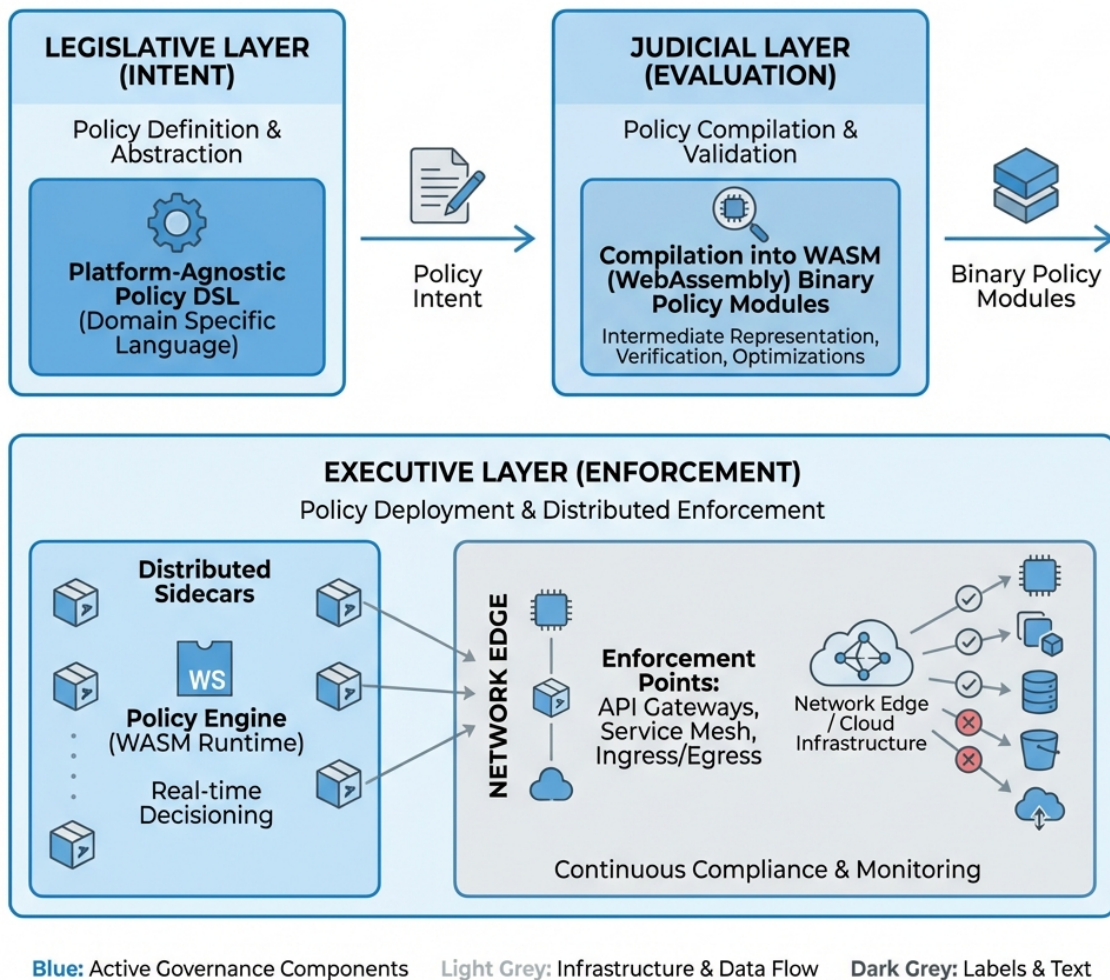 LEGISLATIVE LAYER
(INTENT)
Policy Definition &
Abstraction
Platform-Agnostic
Policy DSL
(Domain Specific
Language)
Policy
Intent
JUDICIAL LAYER
(EVALUATION)
Policy Compilation &
Validation
Compilation into WASM
(WebAssembly) Binary
Policy Modules
Intermediate Representation,
Verification, Optimizations
Binary Policy
Modules
EXECUTIVE LAYER (ENFORCEMENT)
Policy Deployment & Distributed Enforcement
Distributed
Sidecars
WS
Policy Engine
(WASM Runtime)
Real-time
Decisioning
NETWORK EDGE
Enforcement
Points:
API Gateways,
Service Mesh,
Ingress/Egress
Network Edge
/ Cloud
Infrastructure
Continuous Compliance & Monitoring
Blue: Active Governance Components Light Grey: Infrastructure & Data Flow Dark Grey: Labels & Text